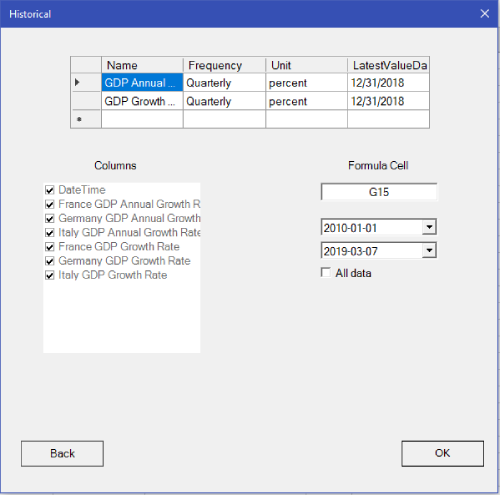 Historical
Name Frequency Unit LatestValueDa
GDP Annual ... Quarterly percent 12/31/2018
GDP Growth ... Quarterly percent 12/31/2018
Columns
Formula Cell
DateTime
France GDP Annual Growth R
Germany GDP Annual Growth
Italy GDP Annual Growth Rate
France GDP Growth Rate
Germany GDP Growth Rate
Italy GDP Growth Rate
G15
2010-01-01
2019-03-07
All data
Back
OK